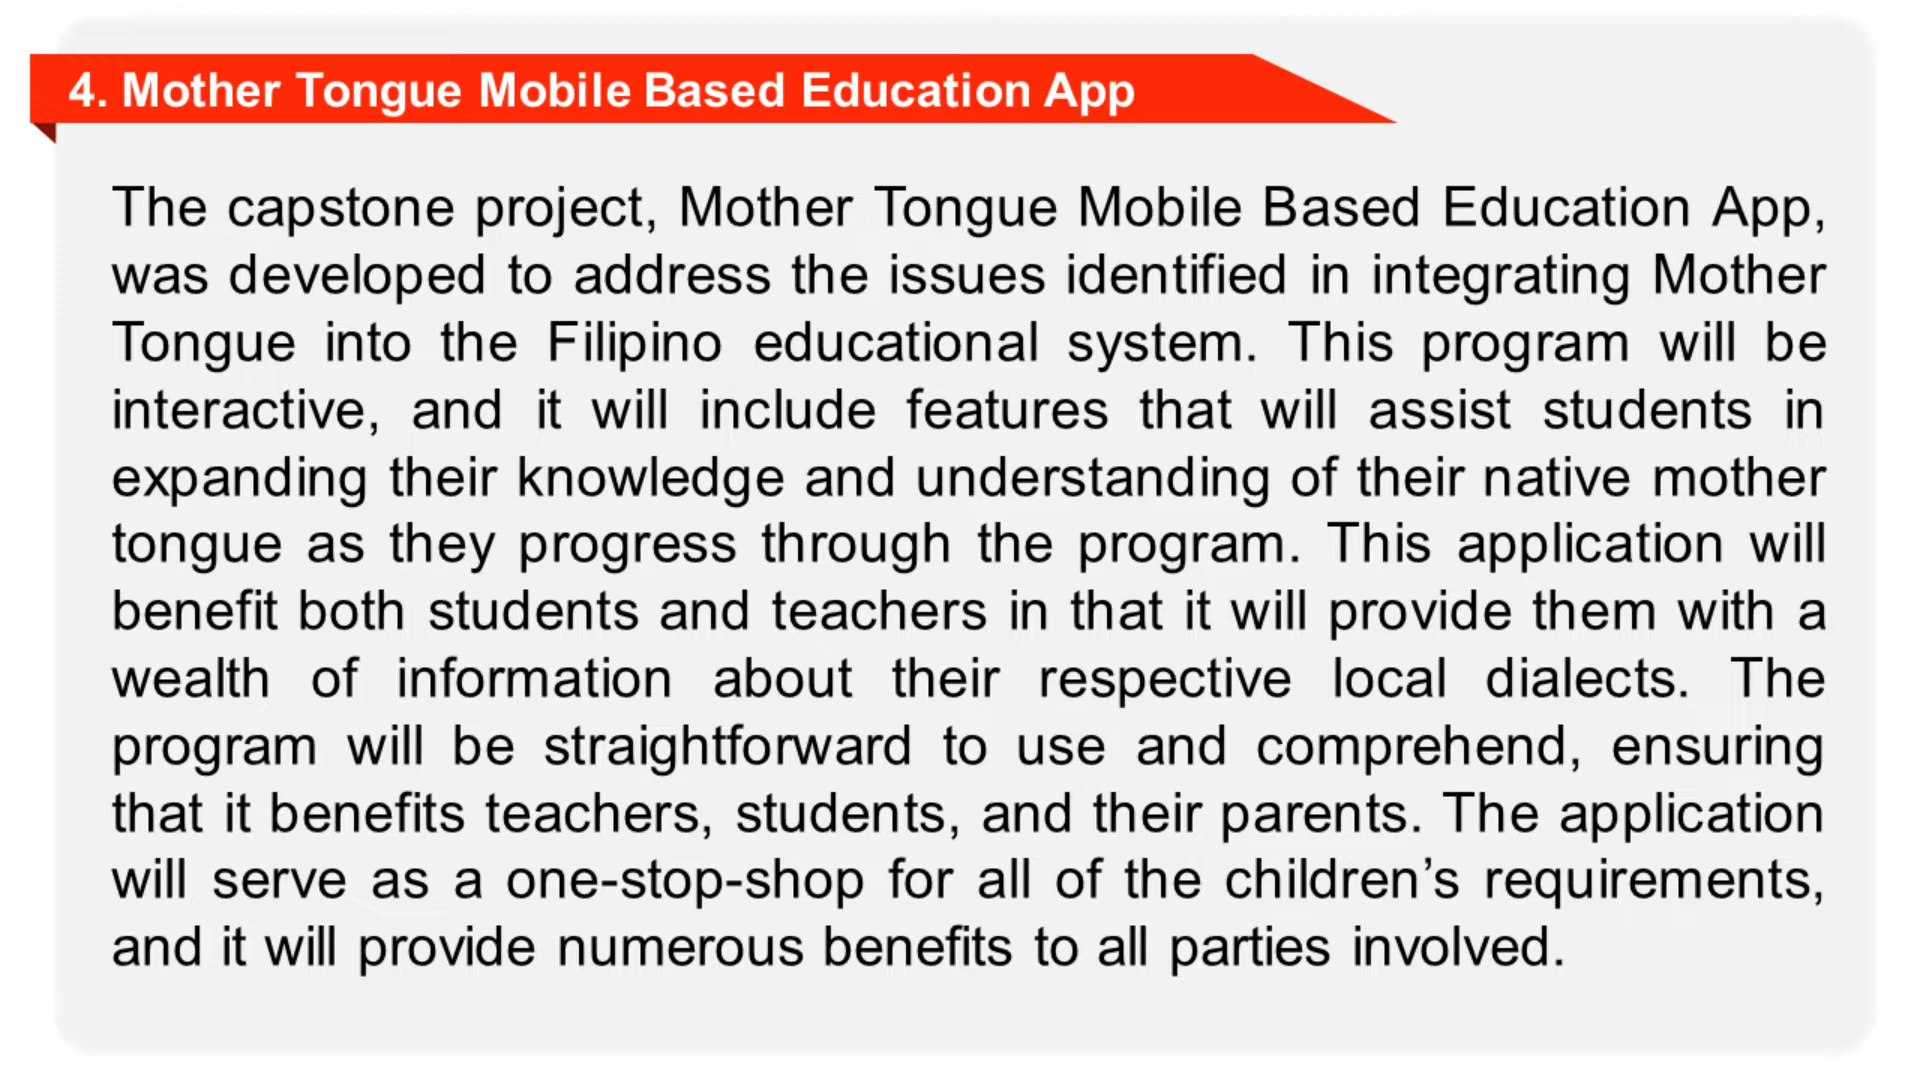 4. Mother Tongue Mobile Based Education App
The capstone project, Mother Tongue Mobile Based Education App,
was developed to address the issues identified in integrating Mother
Tongue into the Filipino educational system. This program will be
interactive, and it will include features that will assist students in
expanding their knowledge and understanding of their native mother
tongue as they progress through the program. This application will
benefit both students and teachers in that it will provide them with a
wealth of information about their respective local dialects. The
program will be straightforward to use and comprehend, ensuring
that it benefits teachers, students, and their parents. The application
will serve as a one-stop-shop for all of the children’s requirements,
and it will provide numerous benefits to all parties involved.